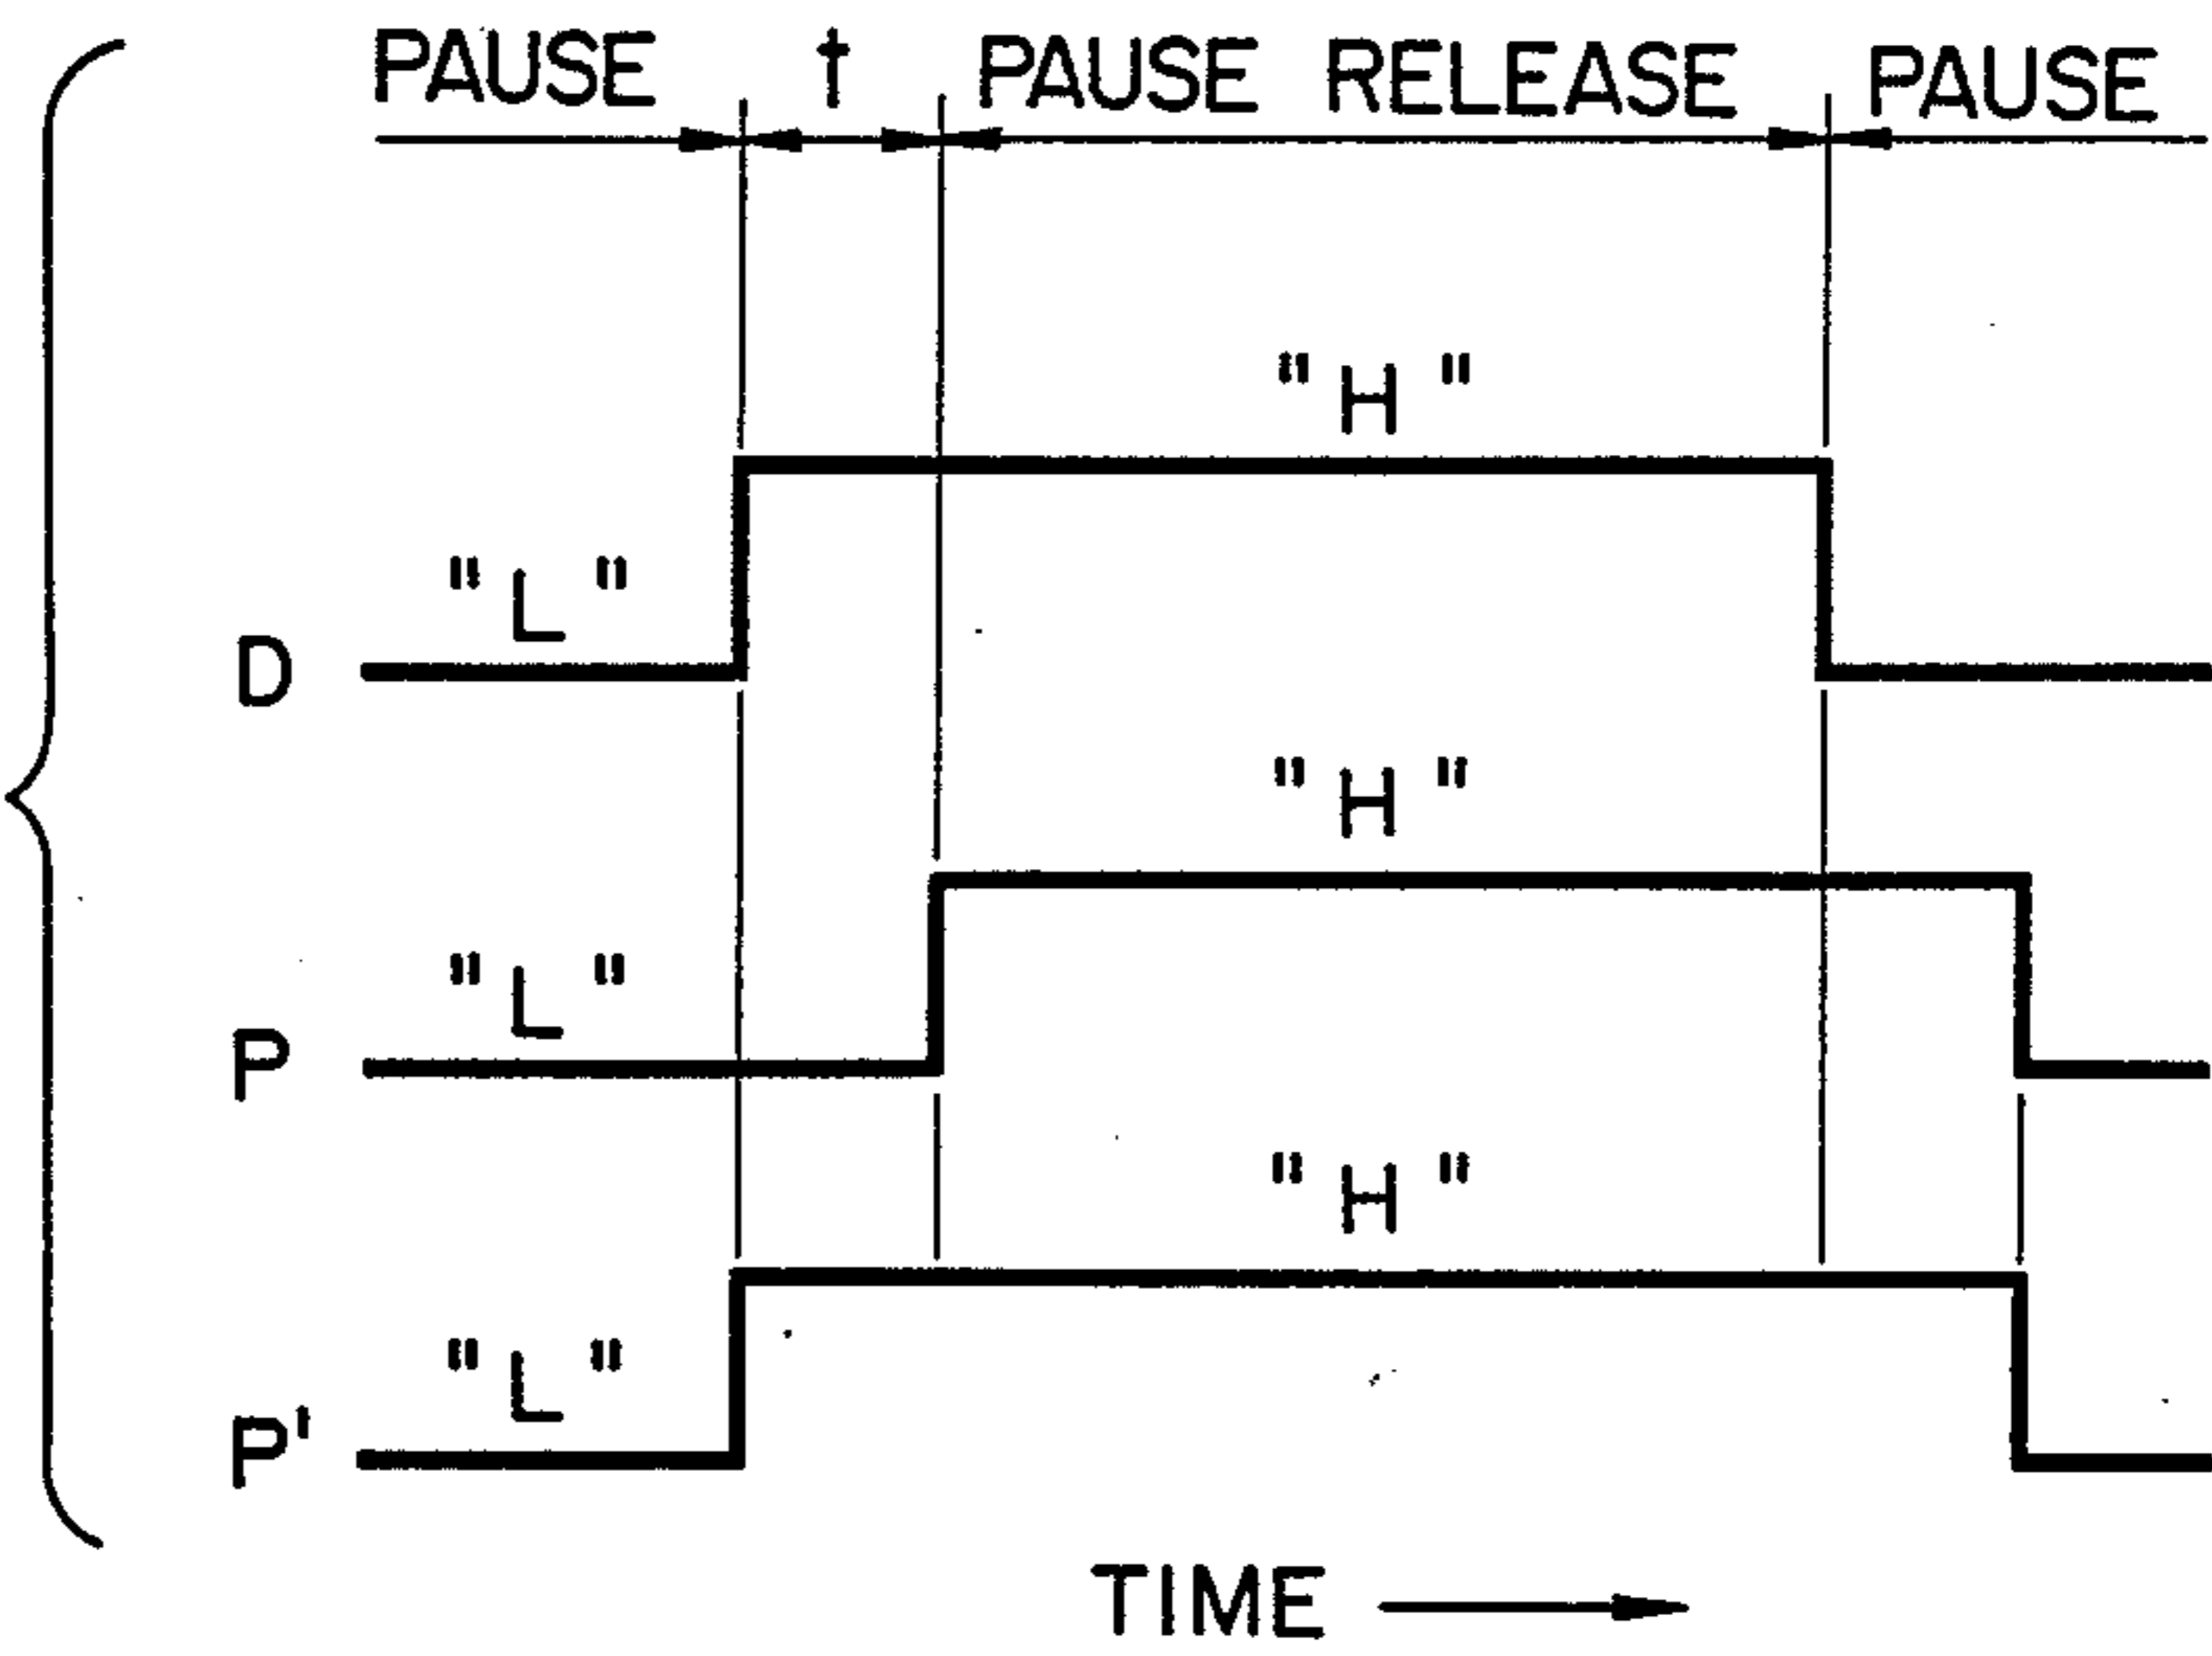 PAUSE t PAUSE RELEASE PAUSE
"H"
"L"
D
"H"
"L"
P
"H"
"L"
P'
TIME